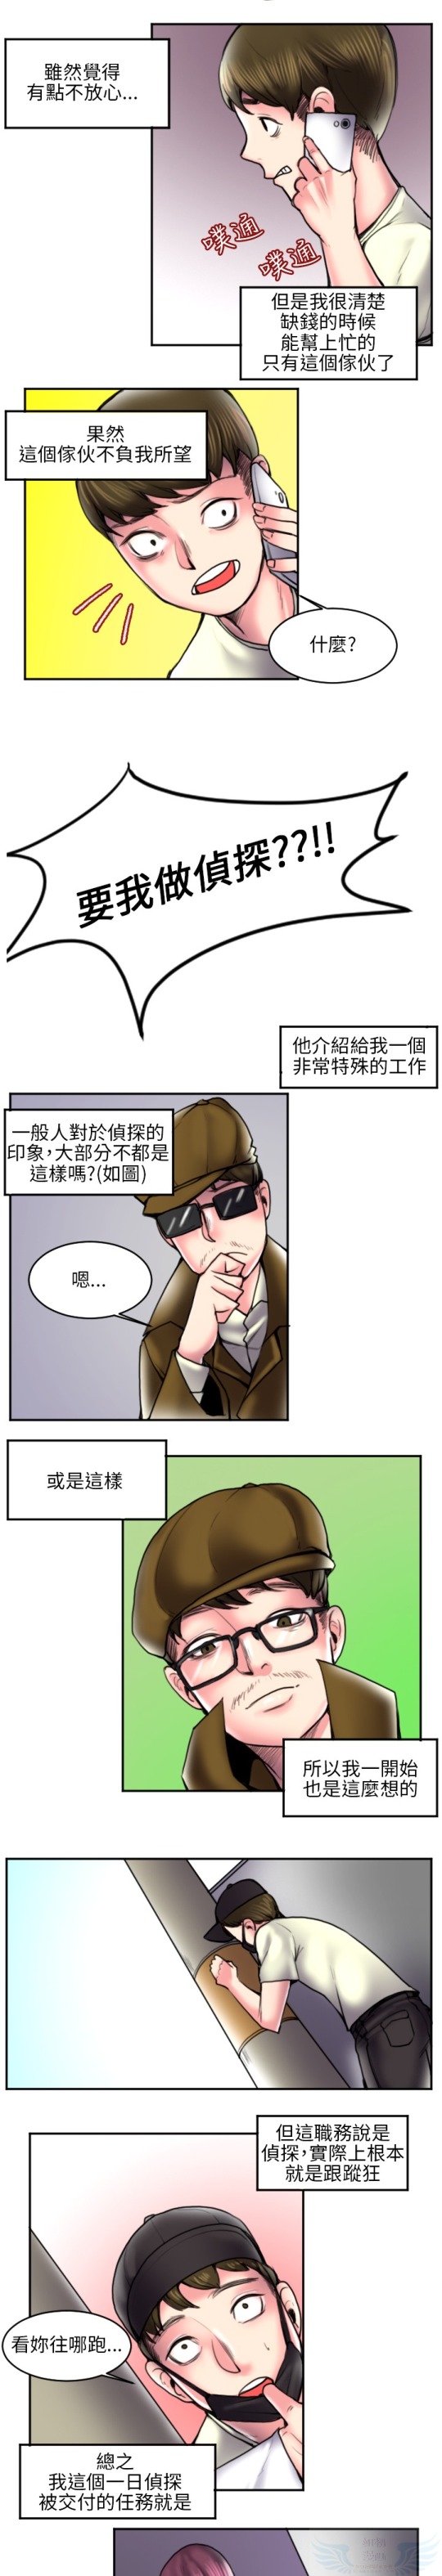 雖然覺得
有點不放心...
噗通
噗通
但是我很清楚
缺錢的時候
能幫上忙的
只有這個傢伙了
果然
這個傢伙不負我所望
什麼?
要我做偵探??!!
他介紹給我一個
非常特殊的工作
一般人對於偵探的
印象,大部分不都是
這樣嗎?(如圖)
嗯...
或是這樣
所以我一開始
也是這麼想的
但這職務說是
偵探,實際上根本
就是跟蹤狂
看妳往哪跑...
總之
我這個一日偵探
被交付的任務就是